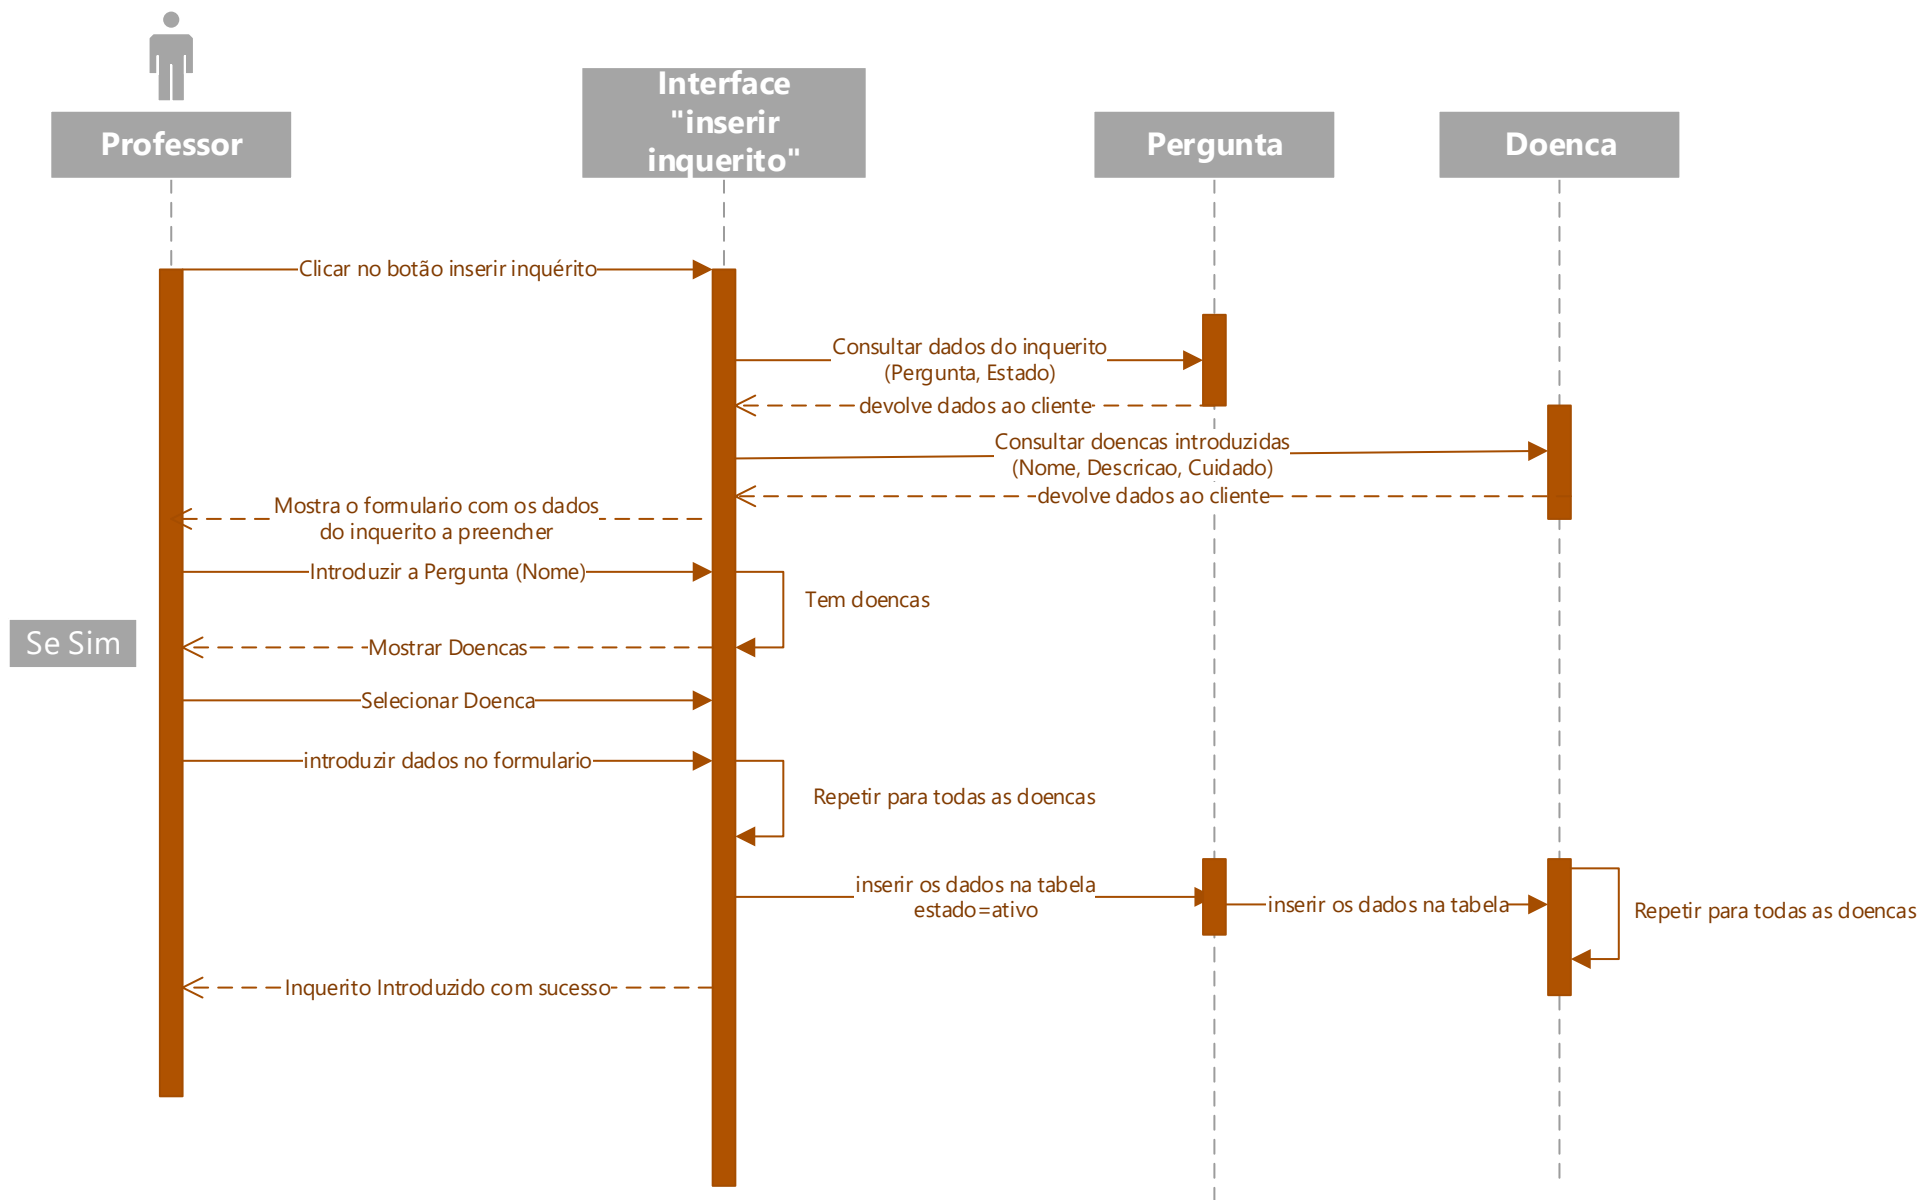 Professor
Interface
"inserir
inquerito"
Pergunta
Doenca
Clicar no botão inserir inquérito
Consultar dados do inquerito
(Pergunta, Estado)
devolve dados ao cliente
Consultar doencas introduzidas
(Nome, Descricao, Cuidado)
devolve dados ao cliente
Mostra o formulario com os dados
do inquerito a preencher
Introduzir a Pergunta (Nome)
Tem doencas
Se Sim
Mostrar Doencas
Selecionar Doenca
introduzir dados no formulario
Repetir para todas as doencas
inserir os dados na tabela
estado=ativo
inserir os dados na tabela
Repetir para todas as doencas
Inquerito Introduzido com sucesso